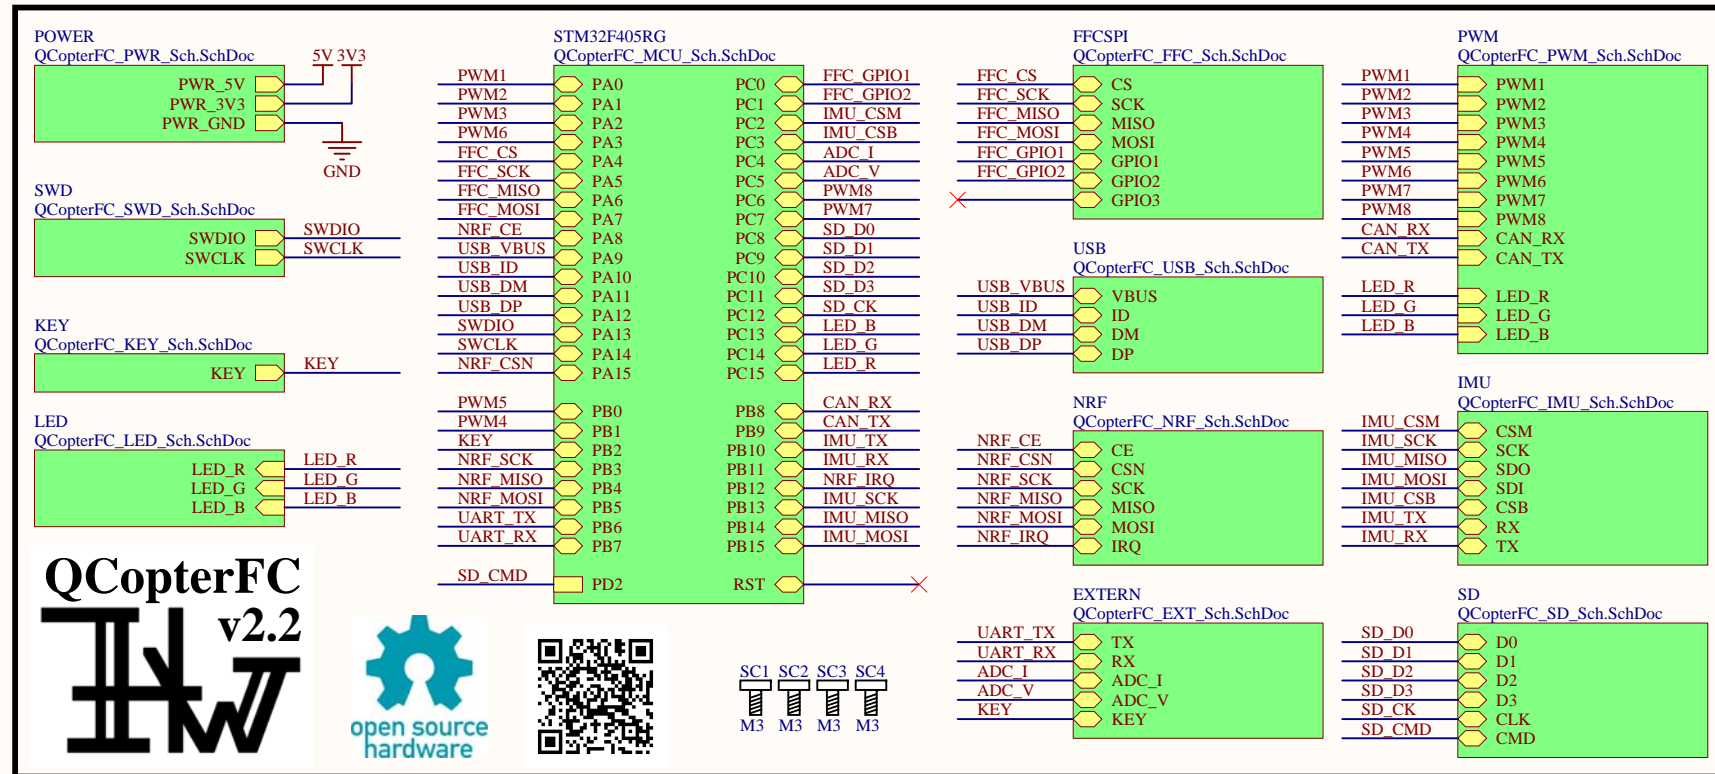 POWER
QCopterFC_PWR_Sch.SchDoc
5V 3V3
PWR_5V
PWR_3V3
PWR_GND
GND
SWD
QCopterFC_SWD_Sch.SchDoc
SWDIO SWDIO
SWCLK SWCLK
KEY
QCopterFC_KEY_Sch.SchDoc
KEY KEY
LED
QCopterFC_LED_Sch.SchDoc
LED_R LED_R
LED_G LED_G
LED_B LED_B
QCopterFC
v2.2
open source
hardware
STM32F405RG
QCopterFC_MCU_Sch.SchDoc
PWM1 PA0 PC0 FFC_GPIO1
PWM2 PA1 PC1 FFC_GPIO2
PWM3 PA2 PC2 IMU_CSM
PWM6 PA3 PC3 IMU_CSB
FFC_CS PA4 PC4 ADC_I
FFC_SCK PA5 PC5 ADC_V
FFC_MISO PA6 PC6 PWM8
FFC_MOSI PA7 PC7 PWM7
NRF_CE PA8 PC8 SD_D0
USB_VBUS PA9 PC9 SD_D1
USB_ID PA10 PC10 SD_D2
USB_DM PA11 PC11 SD_D3
USB_DP PA12 PC12 SD_CK
SWDIO PA13 PC13 LED_B
SWCLK PA14 PC14 LED_G
NRF_CSN PA15 PC15 LED_R
PWM5 PB0 PB8 CAN_RX
PWM4 PB1 PB9 CAN_TX
KEY PB2 PB10 IMU_TX
NRF_SCK PB3 PB11 IMU_RX
NRF_MISO PB4 PB12 NRF_IRQ
NRF_MOSI PB5 PB13 IMU_SCK
UART_TX PB6 PB14 IMU_MISO
UART_RX PB7 PB15 IMU_MOSI
SD_CMD PD2 RST
SC1 SC2 SC3 SC4
M3 M3 M3 M3
FFCSPI
QCopterFC_FFC_Sch.SchDoc
FFC_CS CS
FFC_SCK SCK
FFC_MISO MISO
FFC_MOSI MOSI
FFC_GPIO1 GPIO1
FFC_GPIO2 GPIO2
GPIO3
USB
QCopterFC_USB_Sch.SchDoc
USB_VBUS VBUS
USB_ID ID
USB_DM DM
USB_DP DP
NRF
QCopterFC_NRF_Sch.SchDoc
NRF_CE CE
NRF_CSN CSN
NRF_SCK SCK
NRF_MISO MISO
NRF_MOSI MOSI
NRF_IRQ IRQ
EXTERN
QCopterFC_EXT_Sch.SchDoc
UART_TX TX
UART_RX RX
ADC_I ADC_I
ADC_V ADC_V
KEY KEY
PWM
QCopterFC_PWM_Sch.SchDoc
PWM1 PWM1
PWM2 PWM2
PWM3 PWM3
PWM4 PWM4
PWM5 PWM5
PWM6 PWM6
PWM7 PWM7
PWM8 PWM8
CAN_RX CAN_RX
CAN_TX CAN_TX
LED_R LED_R
LED_G LED_G
LED_B LED_B
IMU
QCopterFC_IMU_Sch.SchDoc
IMU_CSM CSM
IMU_SCK SCK
IMU_MISO SDO
IMU_MOSI SDI
IMU_CSB CSB
IMU_TX RX
IMU_RX TX
SD
QCopterFC_SD_Sch.SchDoc
SD_D0 D0
SD_D1 D1
SD_D2 D2
SD_D3 D3
SD_CK CLK
SD_CMD CMD